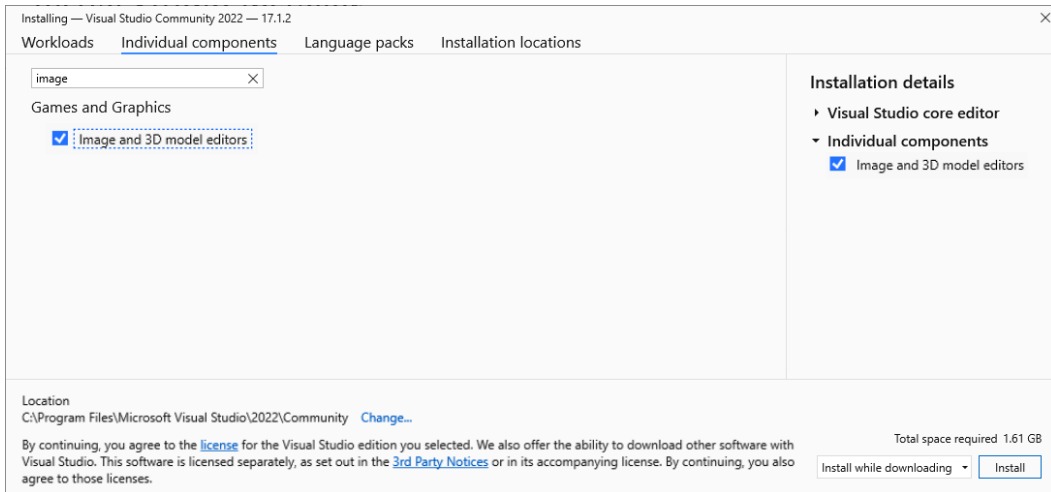 Installing — Visual Studio Community 2022 — 17.1.2
Workloads Individual components Language packs Installation locations
image
Games and Graphics
Image and 3D model editors
Installation details
Visual Studio core editor
Individual components
Image and 3D model editors
Location
C:\Program Files\Microsoft Visual Studio\2022\Community Change...
By continuing, you agree to the license for the Visual Studio edition you selected. We also offer the ability to download other software with
Visual Studio. This software is licensed separately, as set out in the 3rd Party Notices or in its accompanying license. By continuing, you also
agree to those licenses.
Total space required 1.61 GB
Install while downloading Install